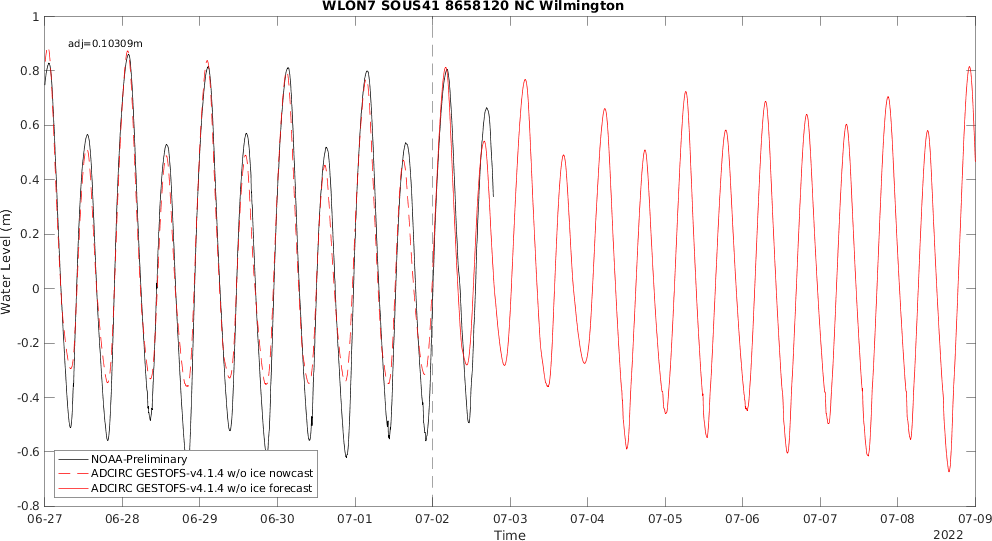 WLON7 SOUS41 8658120 NC Wilmington
adj=0.10309m
1
0.8
0.6
0.4
0.2
0
-0.2
-0.4
-0.6
-0.8
Water Level (m)
NOAA-Preliminary
ADCIRC GESTOFS-v4.1.4 w/o ice nowcast
ADCIRC GESTOFS-v4.1.4 w/o ice forecast
06-27 06-28 06-29 06-30 07-01 07-02 07-03 07-04 07-05 07-06 07-07 07-08 07-09
Time
2022